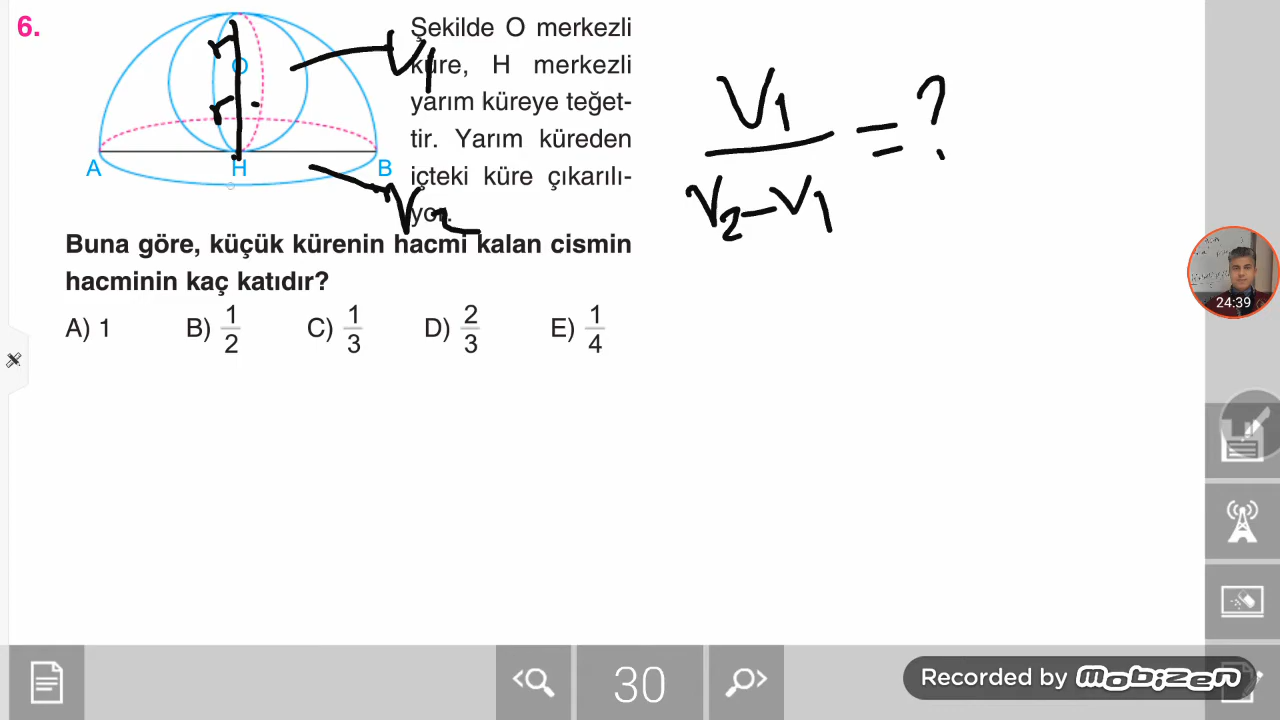 6.
Şekilde O merkezli
küre, H merkezli
yarım küreye teğet-
tir. Yarım küreden
içteki küre çıkarılı-
yor.
r
O
r
A
H
B
V1
V2
Buna göre, küçük kürenin hacmi kalan cismin
hacminin kaç katıdır?
A) 1 B) 1/2 C) 1/3 D) 2/3 E) 1/4
V1
= ?
V2-V1
24:39
30
Recorded by mobizen